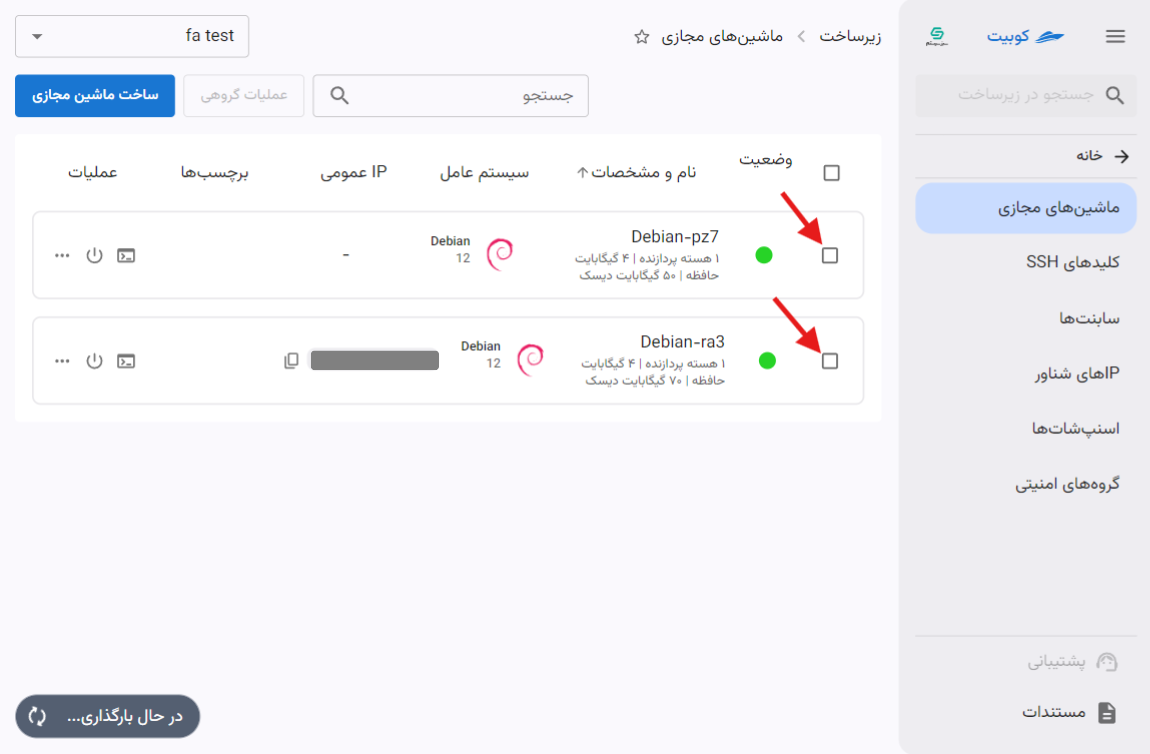 کوبیت
جستجو در زیرساخت
خانه
ماشین‌های مجازی
کلیدهای SSH
سابنت‌ها
IPهای شناور
اسنپ‌شات‌ها
گروه‌های امنیتی
پشتیبانی
مستندات
زیرساخت
ماشین‌های مجازی
fa test
جستجو
عملیات گروهی
ساخت ماشین مجازی
وضعیت
نام و مشخصات
سیستم عامل
IP عمومی
برچسب‌ها
عملیات
Debian-pz7
۱ هسته پردازنده | ۴ گیگابایت
حافظه | ۵۰ گیگابایت دیسک
Debian
12
-
Debian-ra3
۱ هسته پردازنده | ۴ گیگابایت
حافظه | ۷۰ گیگابایت دیسک
Debian
12
در حال بارگذاری...